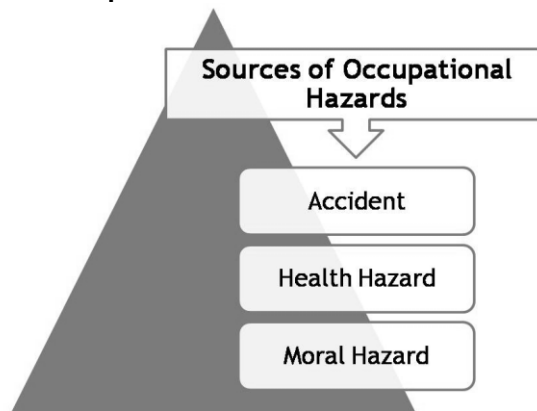 Sources of Occupational
Hazards
Accident
Health Hazard
Moral Hazard